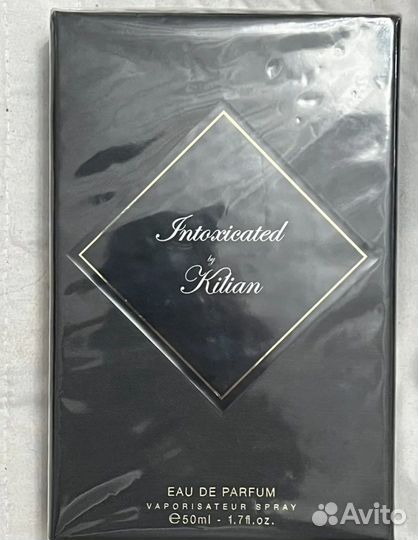 Intoxicated
by
Kilian
EAU DE PARFUM
VAPORISATEUR SPRAY
℮50ml - 1.7fl.oz.
Avito